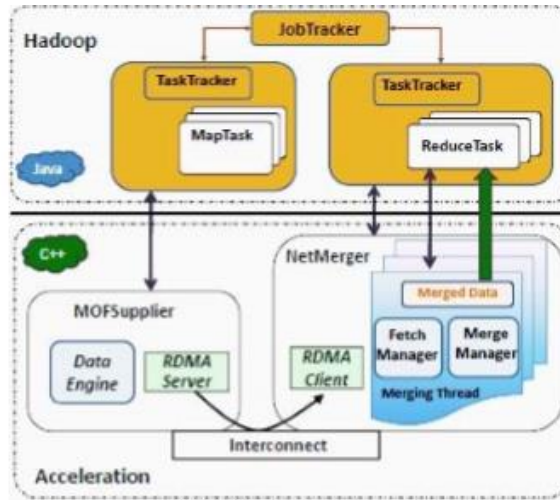 JobTracker
Hadoop
TaskTracker
MapTask
TaskTracker
ReduceTask
Java
C++
NetMerger
MOFSupplier
Merged Data
Data
Engine
RDMA
Server
RDMA
Client
Fetch
Manager
Merge
Manager
Merging Thread
Interconnect
Acceleration